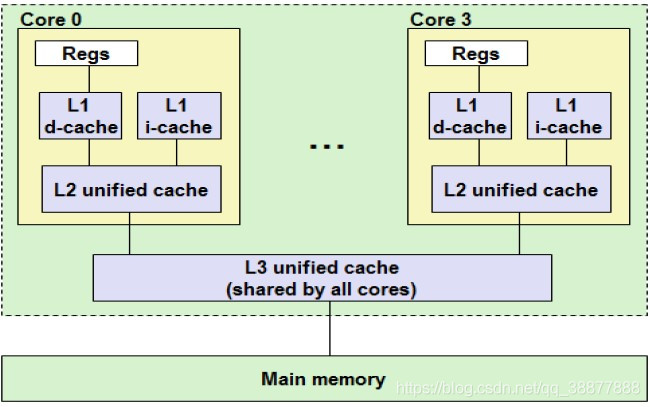 Core 0
Core 3
Regs
Regs
L1
d-cache
L1
i-cache
L1
d-cache
L1
i-cache
...
L2 unified cache
L2 unified cache
L3 unified cache
(shared by all cores)
Main memory
https://blog.csdn.net/qq_38877888